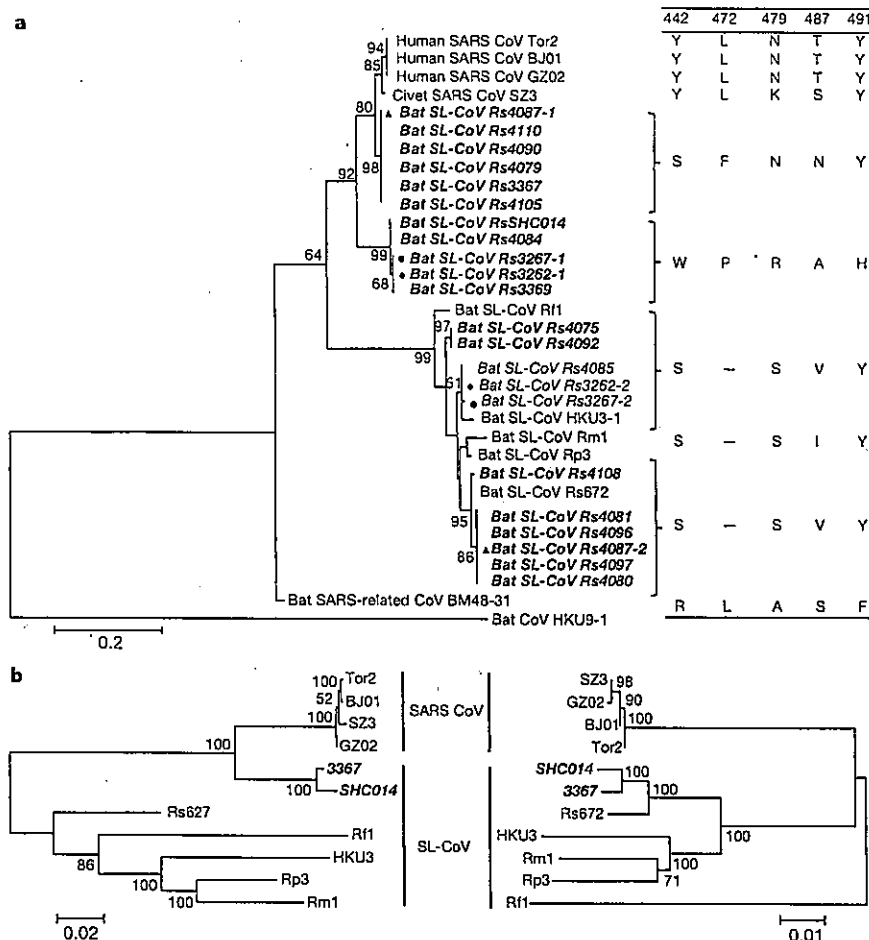 a
442 472 479 487 491
Human SARS CoV Tor2 Y L N T Y
Human SARS CoV BJ01 Y L N T Y
Human SARS CoV GZ02 Y L N T Y
Civet SARS CoV SZ3 Y L K S Y
Bat SL-CoV Rs4087-1
Bat SL-CoV Rs4110
Bat SL-CoV Rs4090
Bat SL-CoV Rs4079 S F N N Y
Bat SL-CoV Rs3367
Bat SL-CoV Rs4105
Bat SL-CoV RsSHC014
Bat SL-CoV Rs4084
Bat SL-CoV Rs3267-1 W P R A H
Bat SL-CoV Rs3262-1
Bat SL-CoV Rs3369
Bat SL-CoV Rf1
Bat SL-CoV Rs4075
Bat SL-CoV Rs4092
Bat SL-CoV Rs4085 S – S V Y
Bat SL-CoV Rs3262-2
Bat SL-CoV Rs3267-2
Bat SL-CoV HKU3-1
Bat SL-CoV Rm1 S – S I Y
Bat SL-CoV Rp3
Bat SL-CoV Rs4108
Bat SL-CoV Rs672
Bat SL-CoV Rs4081 S – S V Y
Bat SL-CoV Rs4096
Bat SL-CoV Rs4087-2
Bat SL-CoV Rs4097
Bat SL-CoV Rs4080
Bat SARS-related CoV BM48-31 R L A S F
Bat CoV HKU9-1
94
85
80
98
92
99
68
64
97
99
61
95
86
0.2
b
Tor2
BJ01
SZ3
GZ02
3367
SHC014
Rs627
Rf1
HKU3
Rp3
Rm1
100
52
100
100
100
86
100
100
0.02
SARS CoV
SL-CoV
SZ3
GZ02
BJ01
Tor2
SHC014
3367
Rs672
HKU3
Rm1
Rp3
Rf1
98
90
100
100
100
100
100
71
0.01